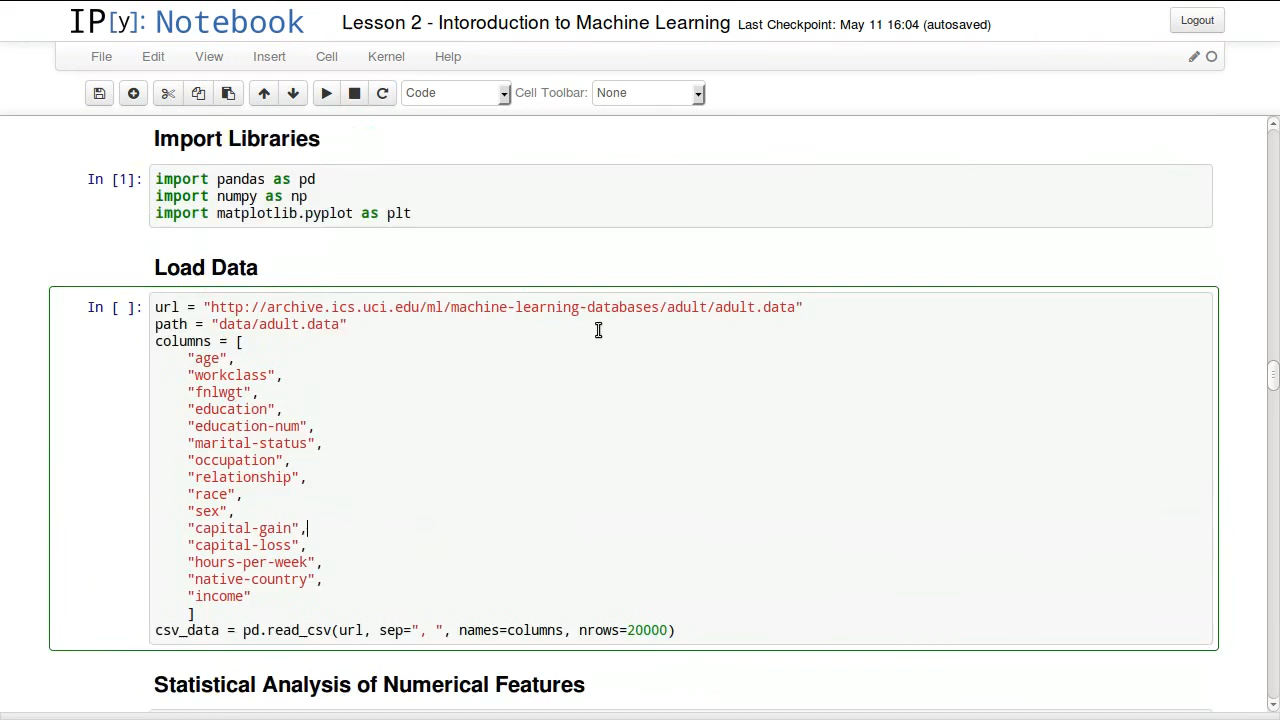 IP[y]: Notebook Lesson 2 - Intoroduction to Machine Learning Last Checkpoint: May 11 16:04 (autosaved) Logout
File Edit View Insert Cell Kernel Help
Code Cell Toolbar: None
Import Libraries
In [1]: import pandas as pd
import numpy as np
import matplotlib.pyplot as plt
Load Data
In [ ]: url = "http://archive.ics.uci.edu/ml/machine-learning-databases/adult/adult.data"
path = "data/adult.data"
columns = [
"age",
"workclass",
"fnlwgt",
"education",
"education-num",
"marital-status",
"occupation",
"relationship",
"race",
"sex",
"capital-gain",
"capital-loss",
"hours-per-week",
"native-country",
"income"
]
csv_data = pd.read_csv(url, sep=", ", names=columns, nrows=20000)
Statistical Analysis of Numerical Features